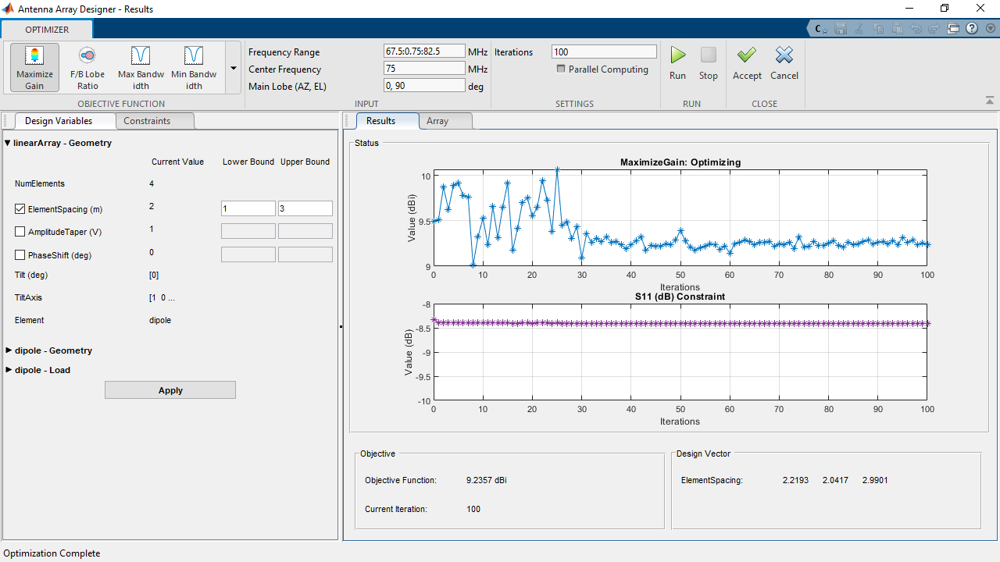 Antenna Array Designer - Results
OPTIMIZER
C
?
Maximize Gain
F/B Lobe Ratio
Max Bandw idth
Min Bandw idth
OBJECTIVE FUNCTION
Frequency Range 67.5:0.75:82.5 MHz
Center Frequency 75 MHz
Main Lobe (AZ, EL) 0, 90 deg
INPUT
Iterations 100
Parallel Computing
SETTINGS
Run
Stop
RUN
Accept
Cancel
CLOSE
Design Variables
Constraints
linearArray - Geometry
Current Value Lower Bound Upper Bound
NumElements 4
ElementSpacing (m) 2 1 3
AmplitudeTaper (V) 1
PhaseShift (deg) 0
Tilt (deg) [0]
TiltAxis [1 0 ...
Element dipole
dipole - Geometry
dipole - Load
Apply
Results
Array
Status
MaximizeGain: Optimizing
Value (dBi)
10
9.5
9
0 10 20 30 40 50 60 70 80 90 100
Iterations
S11 (dB) Constraint
Value (dB)
-8
-8.5
-9
-9.5
-10
0 10 20 30 40 50 60 70 80 90 100
Iterations
Objective
Objective Function: 9.2357 dBi
Current Iteration: 100
Design Vector
ElementSpacing: 2.2193 2.0417 2.9901
Optimization Complete